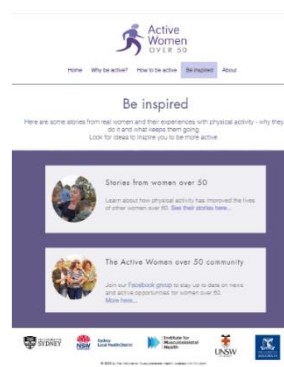 Active
Women
OVER 50
Home Why be active? How to be active Be inspired About
Be inspired
Here are some stories from real women and their experiences with physical activity - why they
do it and what keeps them going.
Look for ideas to inspire you to be more active.
Stories from women over 50
Learn about how physical activity has improved the lives
of other women over 50. See their stories here...
The Active Women over 50 community
Join our Facebook group to stay up to date on news
and active opportunities for women over 50.
More here...
SYDNEY
NSW
Sydney
Local Health District
Institute for
Musculoskeletal
Health
UNSW